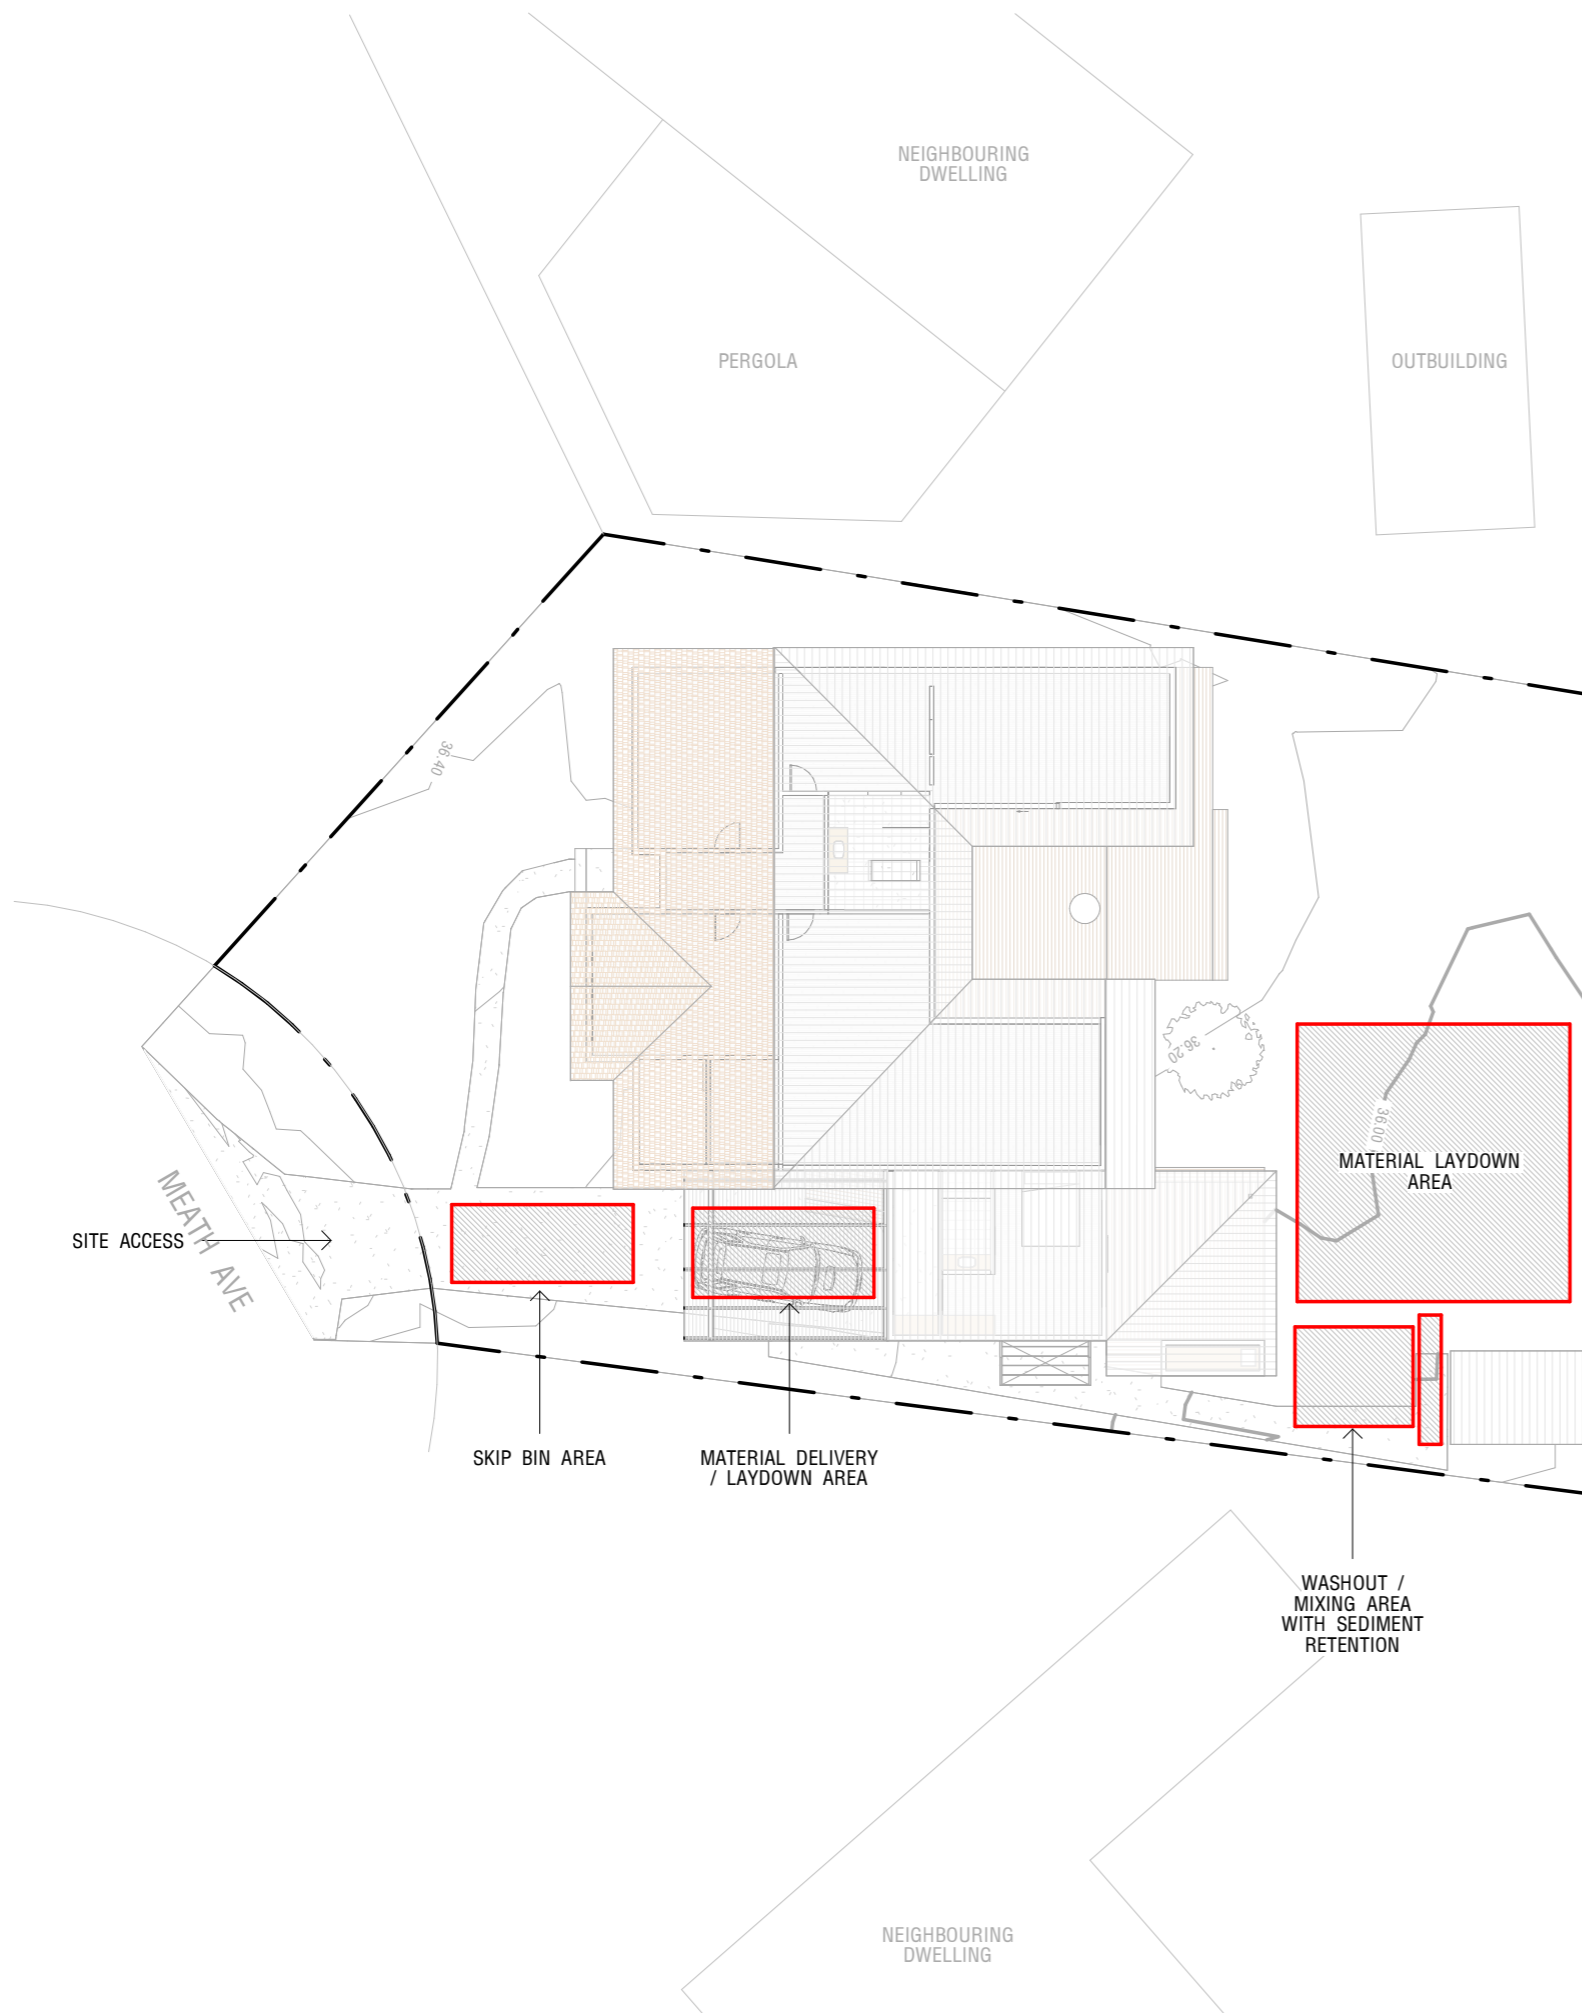 NEIGHBOURING
DWELLING
PERGOLA
OUTBUILDING
36.40
36.20
36.00
MATERIAL LAYDOWN
AREA
MEATH AVE
SITE ACCESS
SKIP BIN AREA
MATERIAL DELIVERY
/ LAYDOWN AREA
WASHOUT /
MIXING AREA
WITH SEDIMENT
RETENTION
NEIGHBOURING
DWELLING